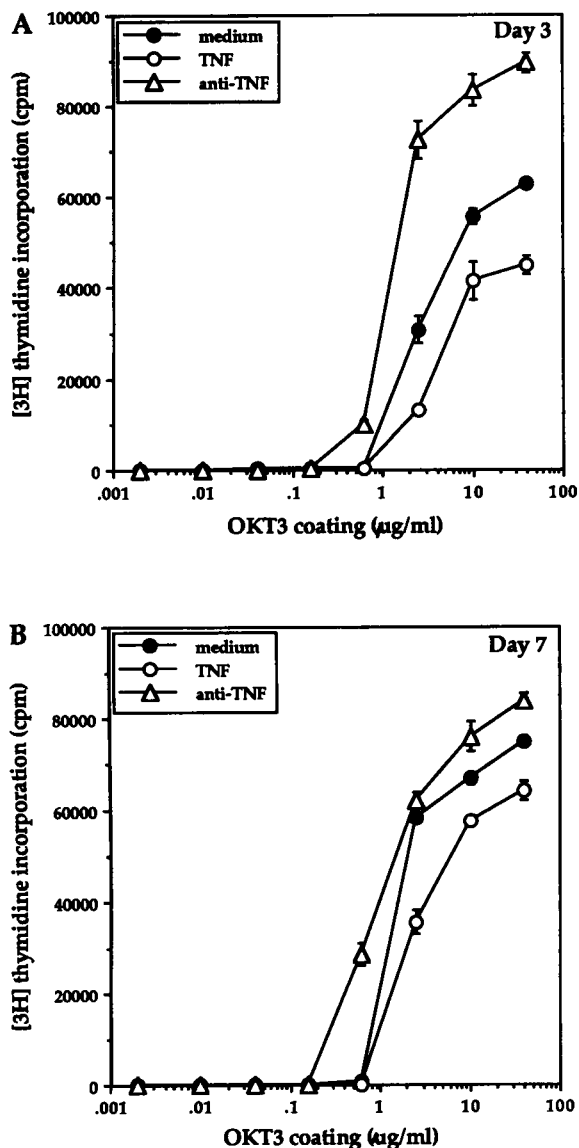 A
Day 3
medium
TNF
anti-TNF
[3H] thymidine incorporation (cpm)
100000
80000
60000
40000
20000
0
.001
.01
.1
1
10
100
OKT3 coating (µg/ml)
B
Day 7
medium
TNF
anti-TNF
[3H] thymidine incorporation (cpm)
100000
80000
60000
40000
20000
0
.001
.01
.1
1
10
100
OKT3 coating (µg/ml)